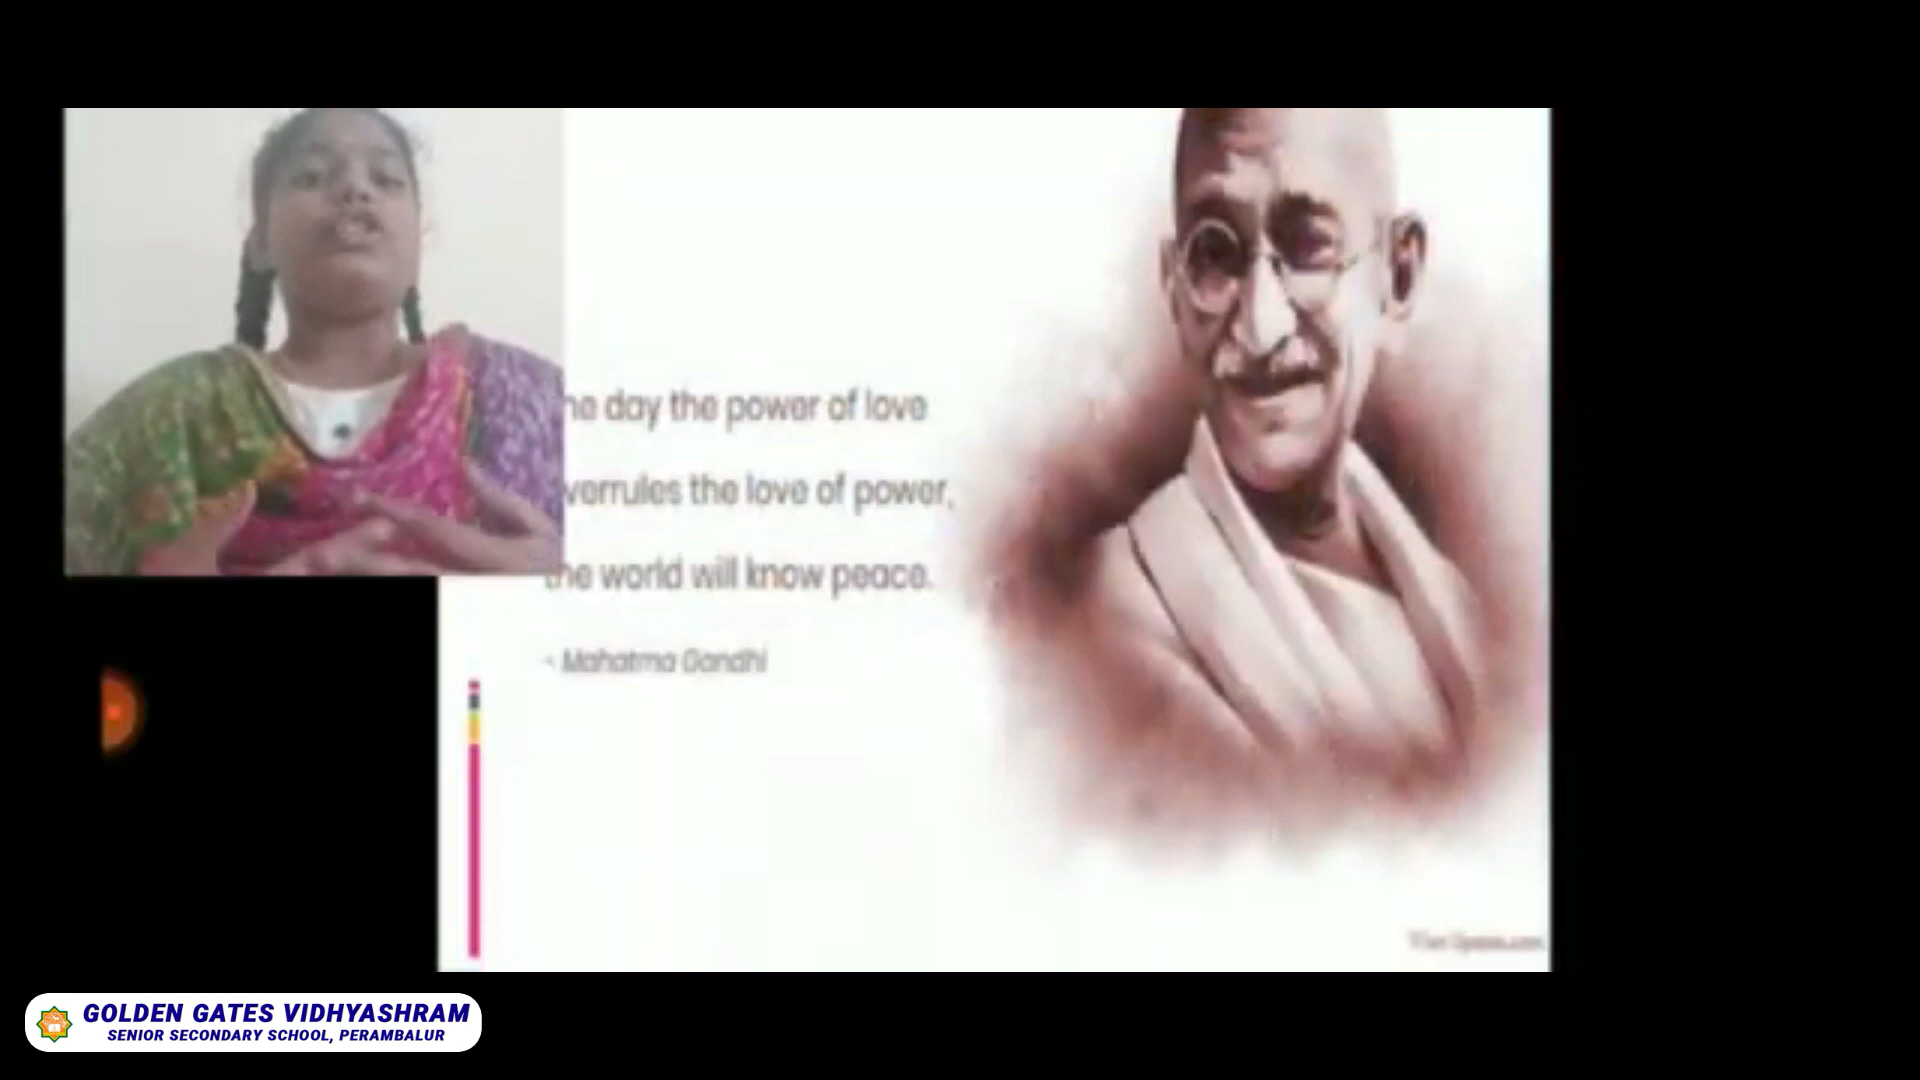 he day the power of love
verrules the love of power,
the world will know peace.
- Mahatma Gandhi
GOLDEN GATES VIDHYASHRAM
SENIOR SECONDARY SCHOOL, PERAMBALUR